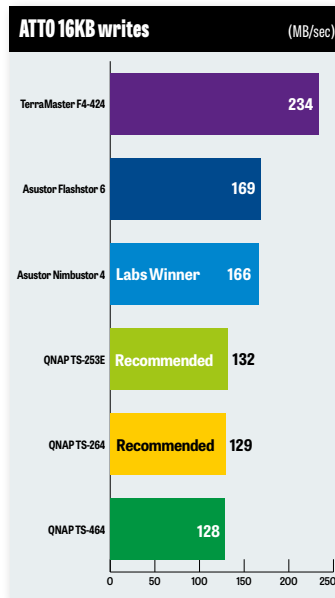 ATTO 16KB writes (MB/sec)
TerraMaster F4-424 234
Asustor Flashstor 6 169
Asustor Nimbustor 4 Labs Winner 166
QNAP TS-253E Recommended 132
QNAP TS-264 Recommended 129
QNAP TS-464 128
0 50 100 150 200 250